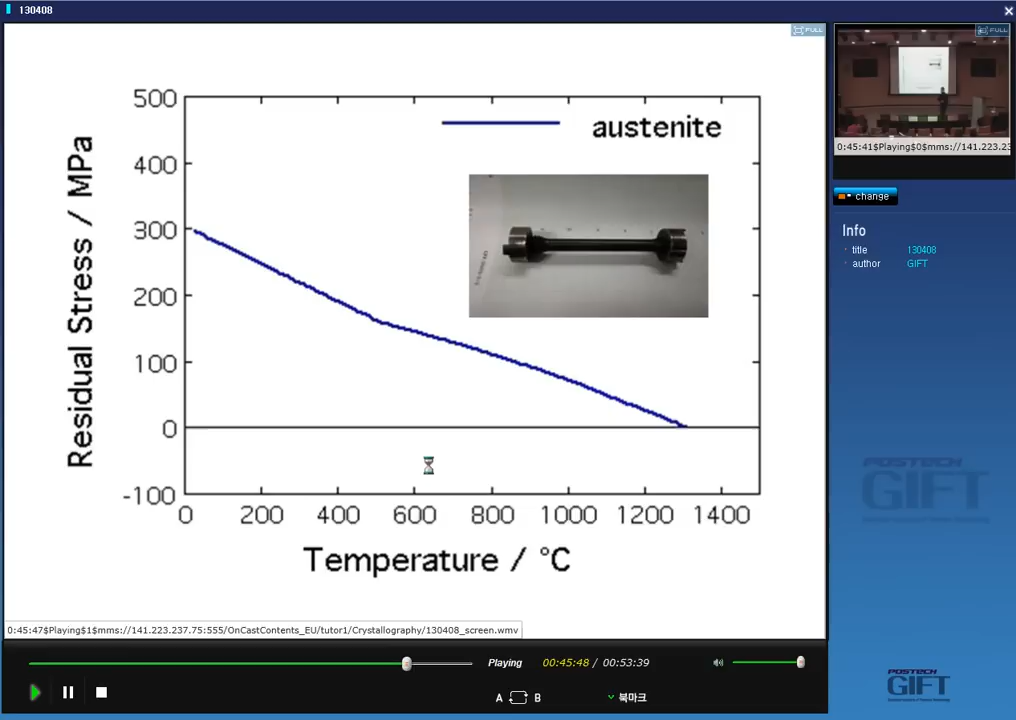 130408
FULL
FULL
500
400
300
200
100
0
-100
Residual Stress / MPa
austenite
0 200 400 600 800 1000 1200 1400
Temperature / °C
0:45:47$Playing$1$mms://141.223.237.75:555/OnCastContents_EU/tutor1/Crystallography/130408_screen.wmv
Playing 00:45:48 / 00:53:39
A B 북마크
0:45:41$Playing$0$mms://141.223.23
change
Info
title 130408
author GIFT
POSTECH
GIFT
POSTECH
GIFT